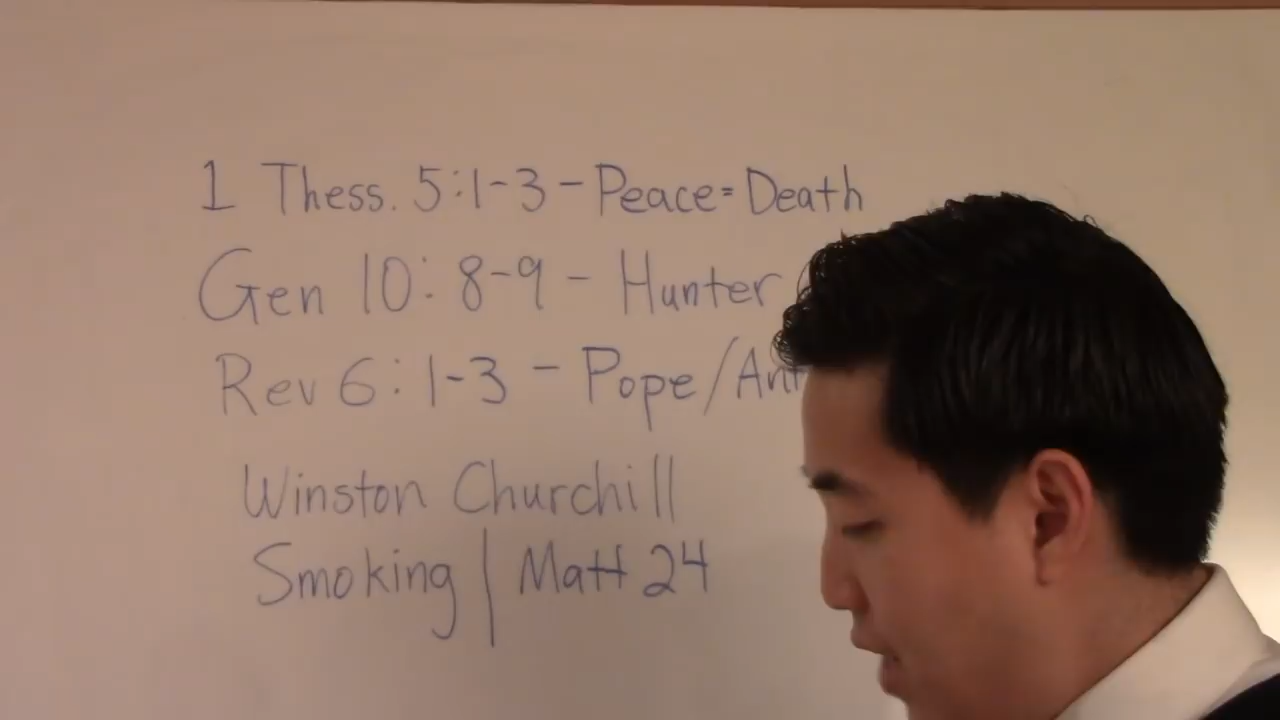 1 Thess. 5:1-3 - Peace=Death
Gen 10:8-9 - Hunter
Rev 6:1-3 - Pope/Ant
Winston Churchill
Smoking | Matt 24